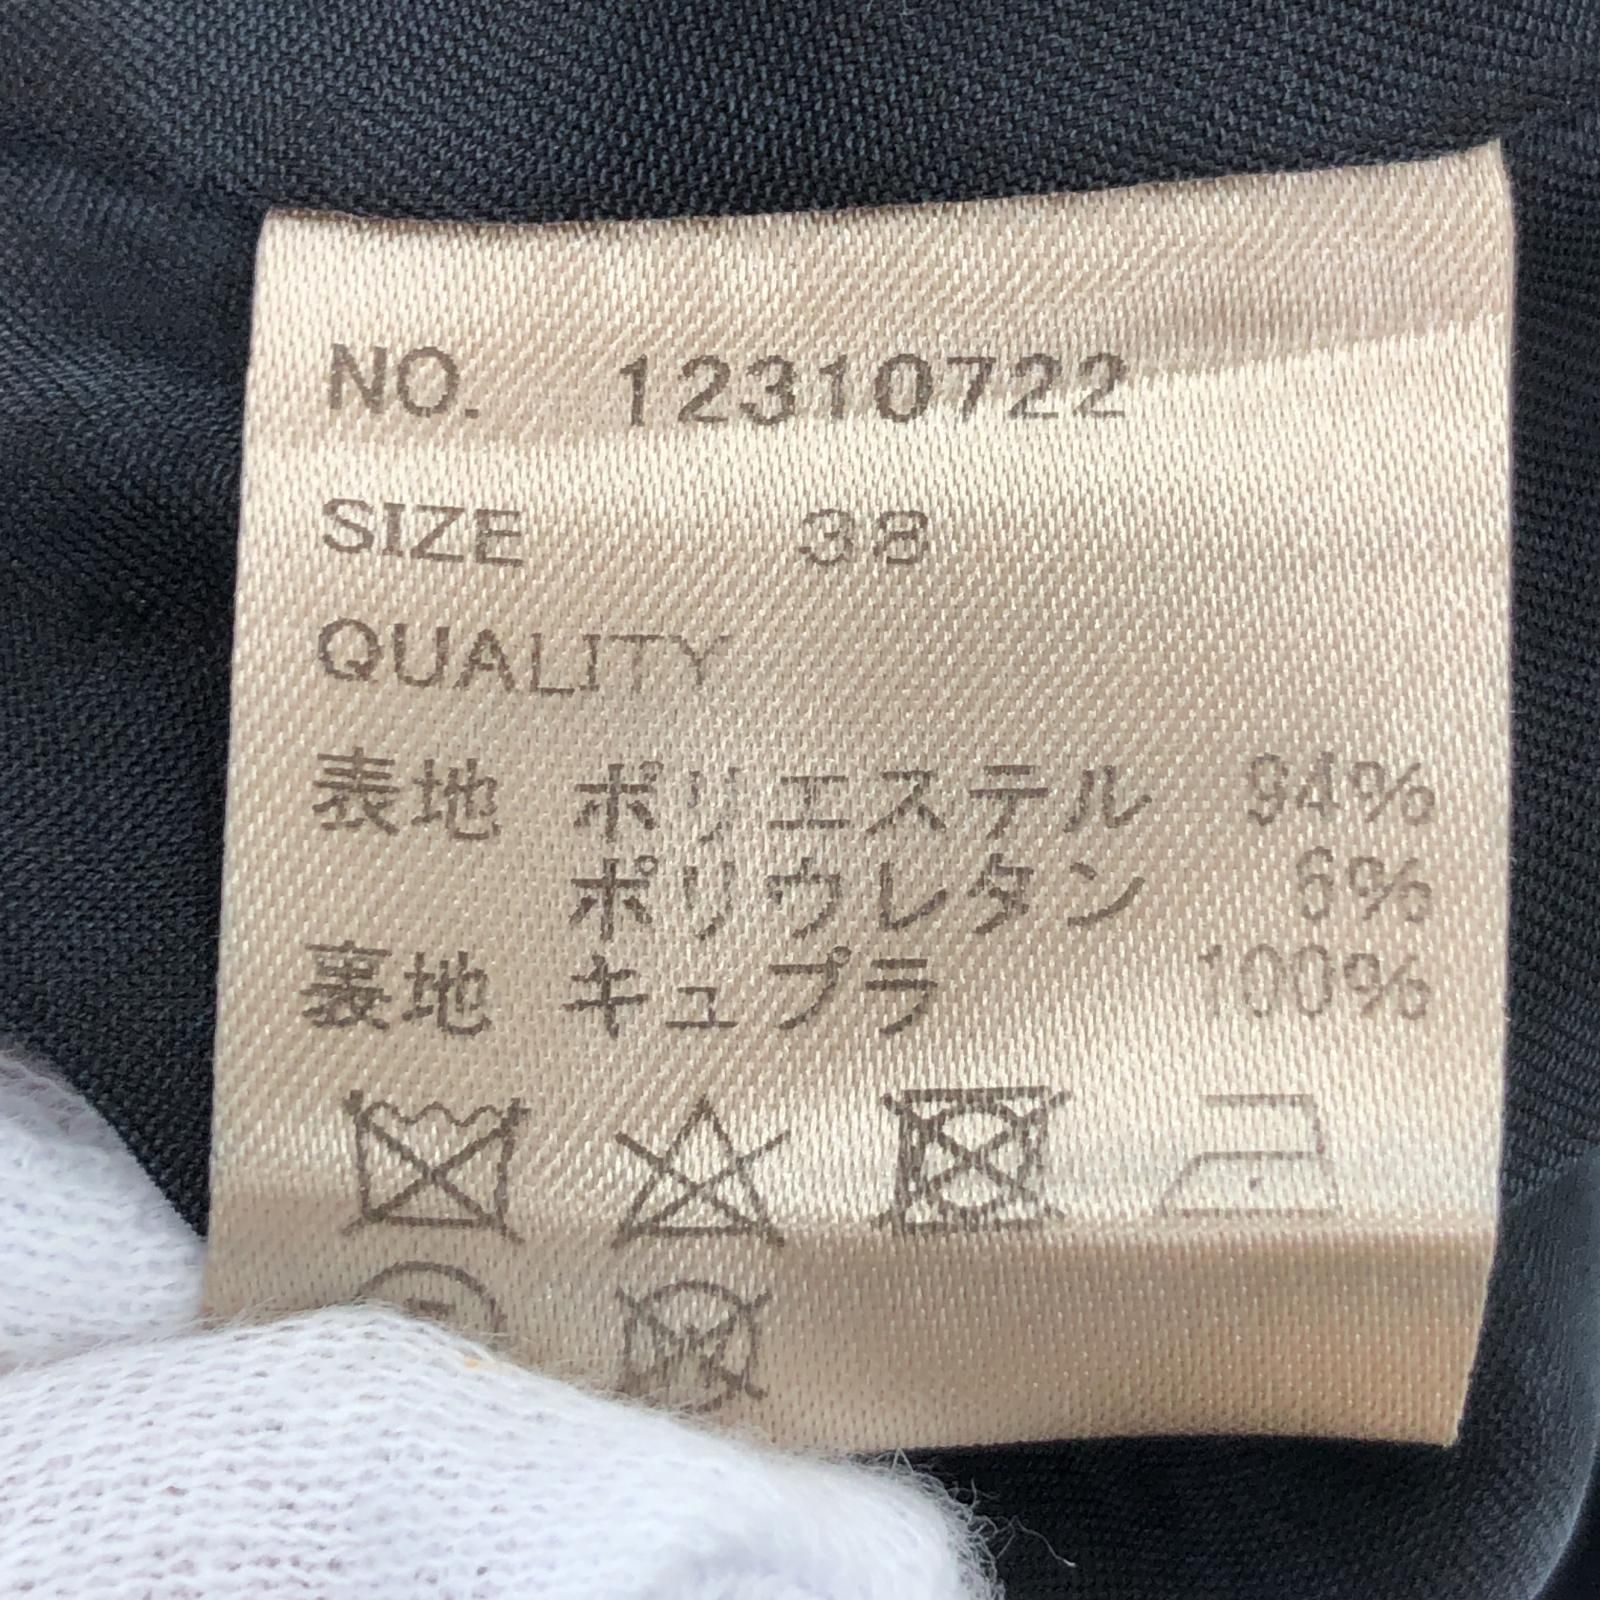 NO. 12310722
SIZE 38
QUALITY
表地 ポリエステル 94%
ポリウレタン 6%
裏地 キュプラ 100%